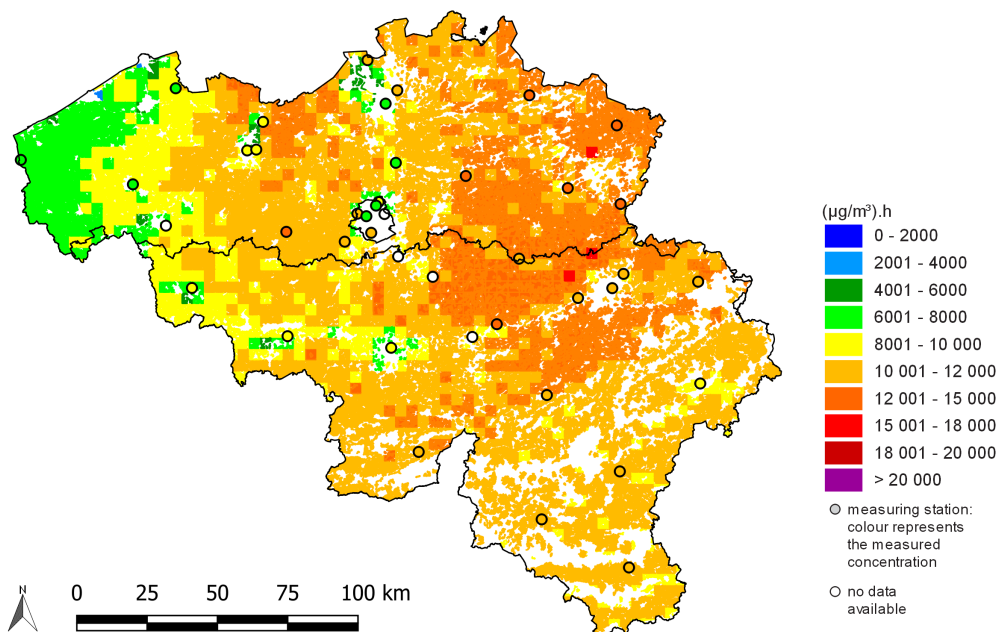 (µg/m³).h
0 - 2000
2001 - 4000
4001 - 6000
6001 - 8000
8001 - 10 000
10 001 - 12 000
12 001 - 15 000
15 001 - 18 000
18 001 - 20 000
> 20 000
measuring station:
colour represents
the measured
concentration
no data
available
N
0 25 50 75 100 km